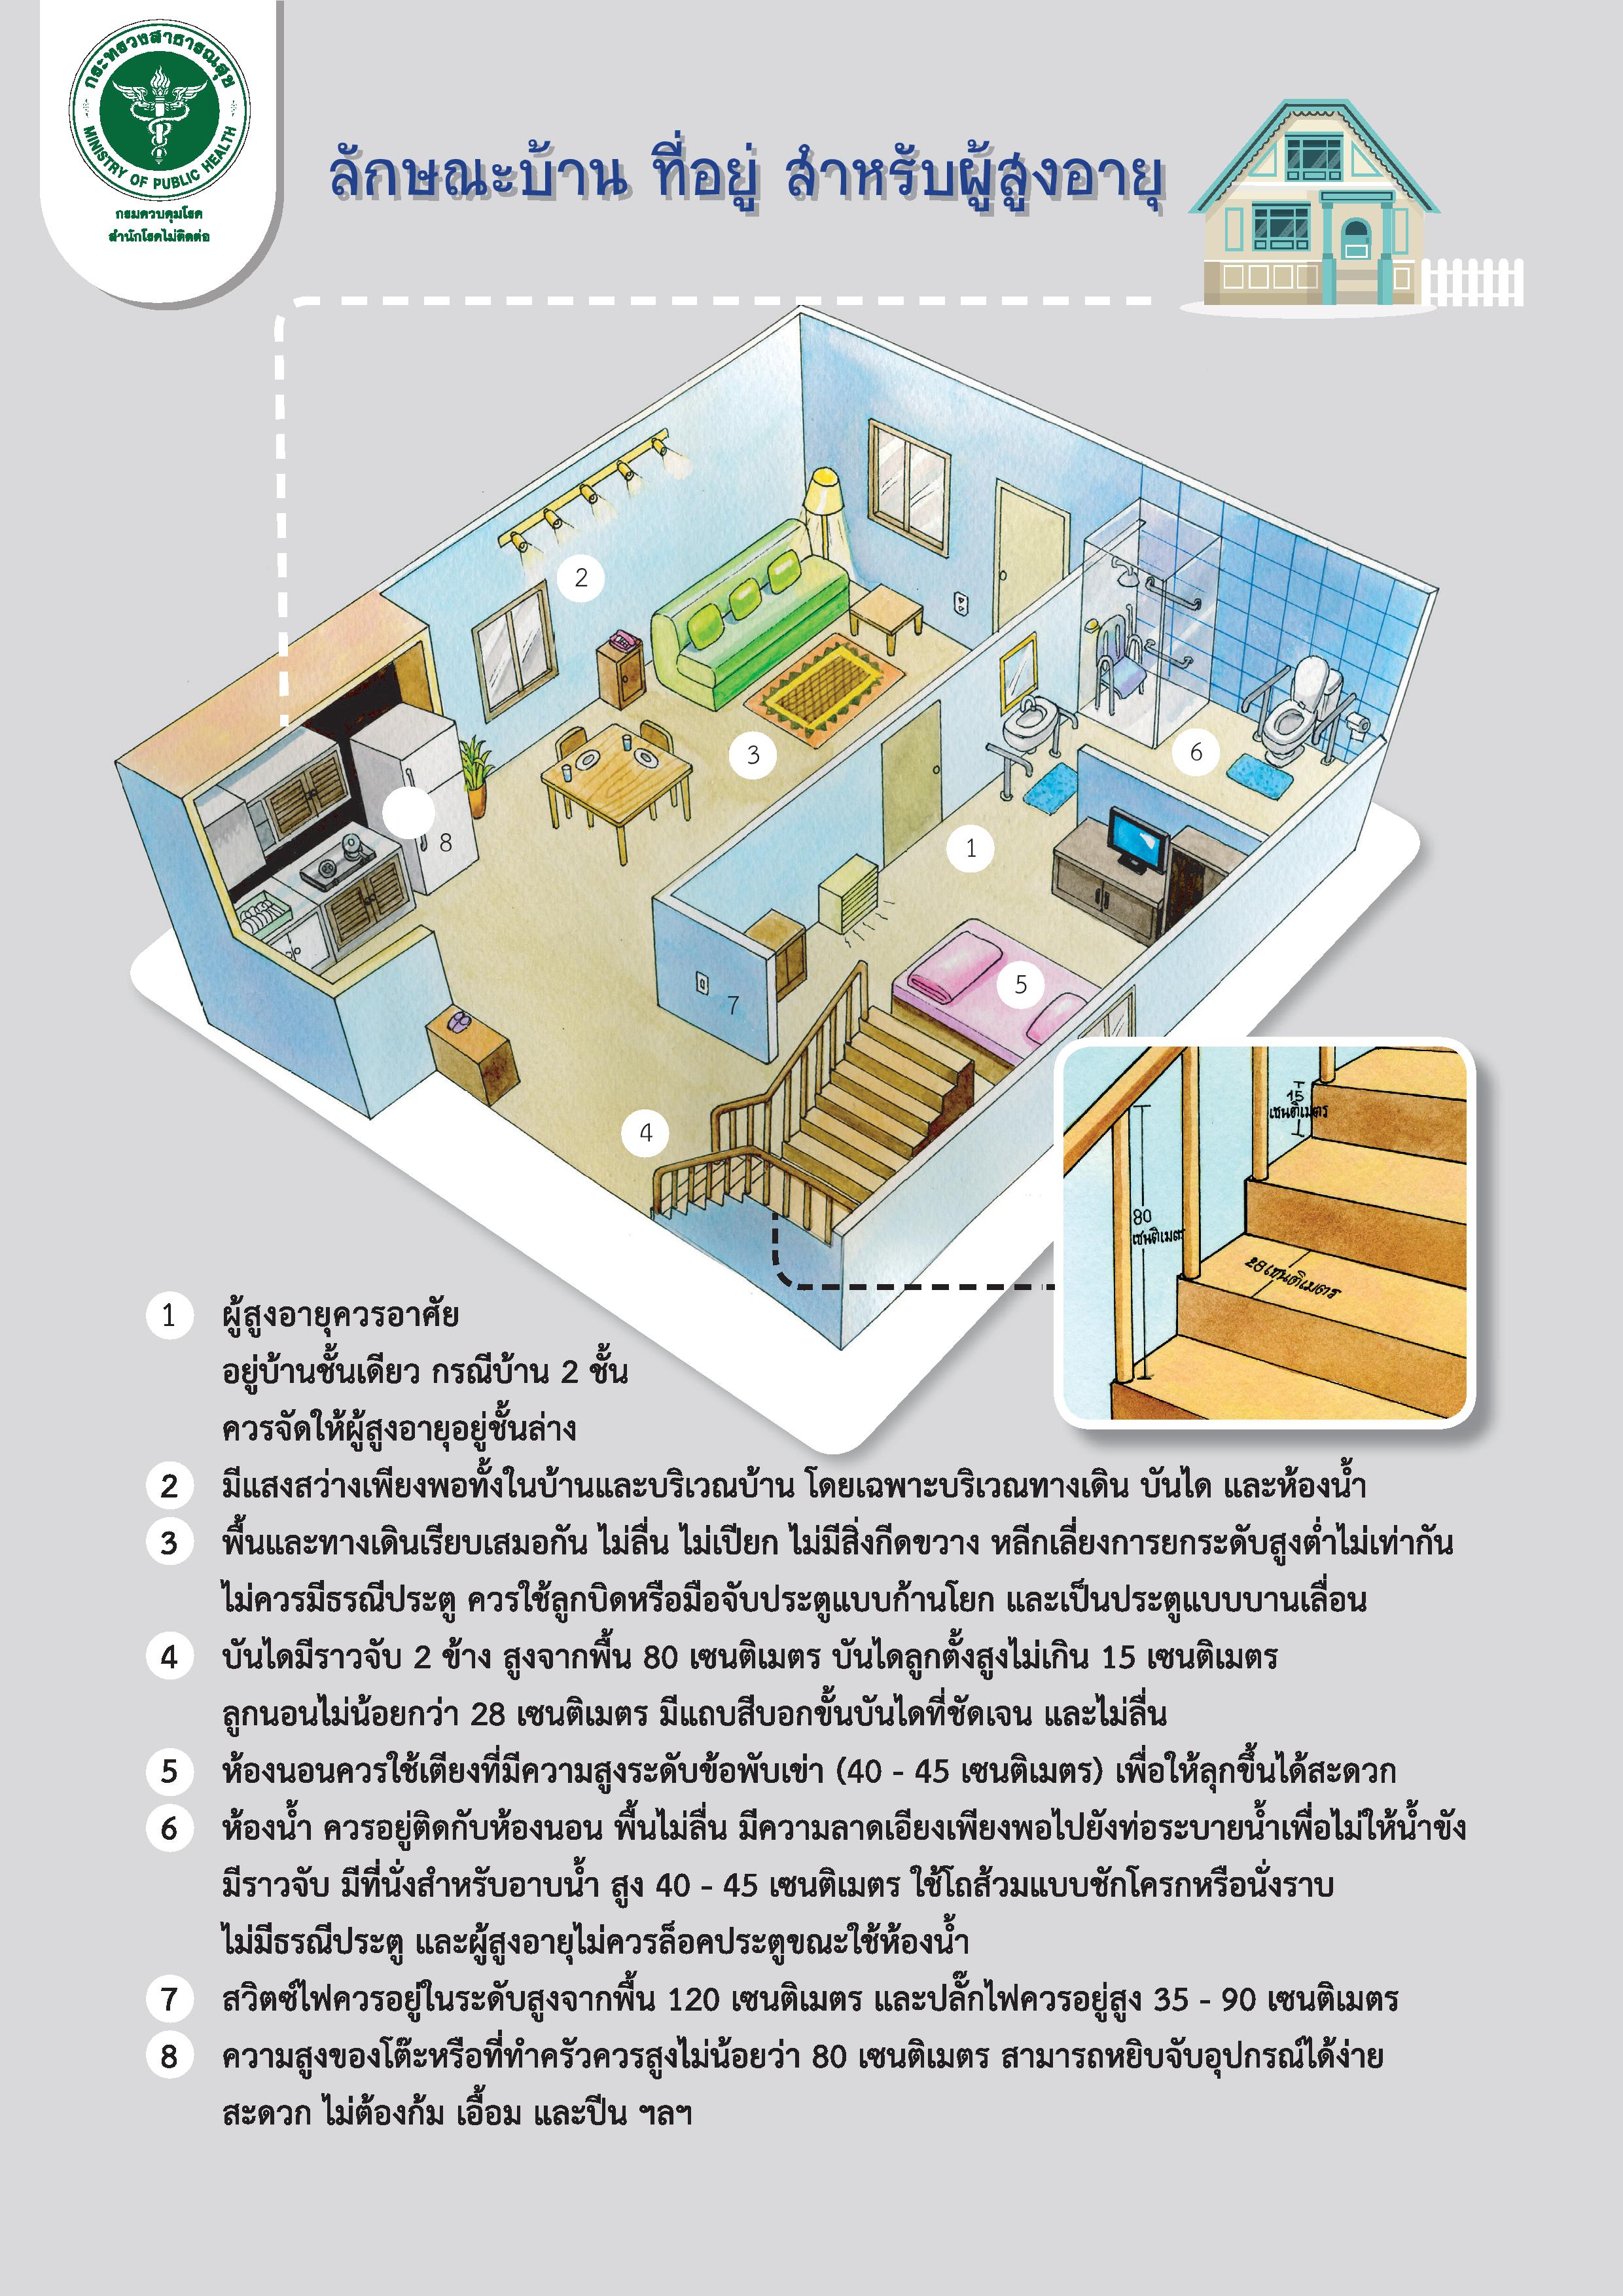 กระทรวงสาธารณสุข
MINISTRY OF PUBLIC HEALTH
กรมควบคุมโรค
สำนักโรคไม่ติดต่อ
ลักษณะบ้าน ที่อยู่ สำหรับผู้สูงอายุ
2
3
6
8
1
5
7
4
15
เซนติเมตร
80
เซนติเมตร
28 เซนติเมตร
1 ผู้สูงอายุควรอาศัย
อยู่บ้านชั้นเดียว กรณีบ้าน 2 ชั้น
ควรจัดให้ผู้สูงอายุอยู่ชั้นล่าง
2 มีแสงสว่างเพียงพอทั้งในบ้านและบริเวณบ้าน โดยเฉพาะบริเวณทางเดิน บันได และห้องน้ำ
3 พื้นและทางเดินเรียบเสมอกัน ไม่ลื่น ไม่เปียก ไม่มีสิ่งกีดขวาง หลีกเลี่ยงการยกระดับสูงต่ำไม่เท่ากัน
ไม่ควรมีธรณีประตู ควรใช้ลูกบิดหรือมือจับประตูแบบก้านโยก และเป็นประตูแบบบานเลื่อน
4 บันไดมีราวจับ 2 ข้าง สูงจากพื้น 80 เซนติเมตร บันไดลูกตั้งสูงไม่เกิน 15 เซนติเมตร
ลูกนอนไม่น้อยกว่า 28 เซนติเมตร มีแถบสีบอกขั้นบันไดที่ชัดเจน และไม่ลื่น
5 ห้องนอนควรใช้เตียงที่มีความสูงระดับข้อพับเข่า (40 - 45 เซนติเมตร) เพื่อให้ลุกขึ้นได้สะดวก
6 ห้องน้ำ ควรอยู่ติดกับห้องนอน พื้นไม่ลื่น มีความลาดเอียงเพียงพอไปยังท่อระบายน้ำเพื่อไม่ให้น้ำขัง
มีราวจับ มีที่นั่งสำหรับอาบน้ำ สูง 40 - 45 เซนติเมตร ใช้โถส้วมแบบชักโครกหรือนั่งราบ
ไม่มีธรณีประตู และผู้สูงอายุไม่ควรล็อคประตูขณะใช้ห้องน้ำ
7 สวิตซ์ไฟควรอยู่ในระดับสูงจากพื้น 120 เซนติเมตร และปลั๊กไฟควรอยู่สูง 35 - 90 เซนติเมตร
8 ความสูงของโต๊ะหรือที่ทำครัวควรสูงไม่น้อยว่า 80 เซนติเมตร สามารถหยิบจับอุปกรณ์ได้ง่าย
สะดวก ไม่ต้องก้ม เอื้อม และปีน ฯลฯ